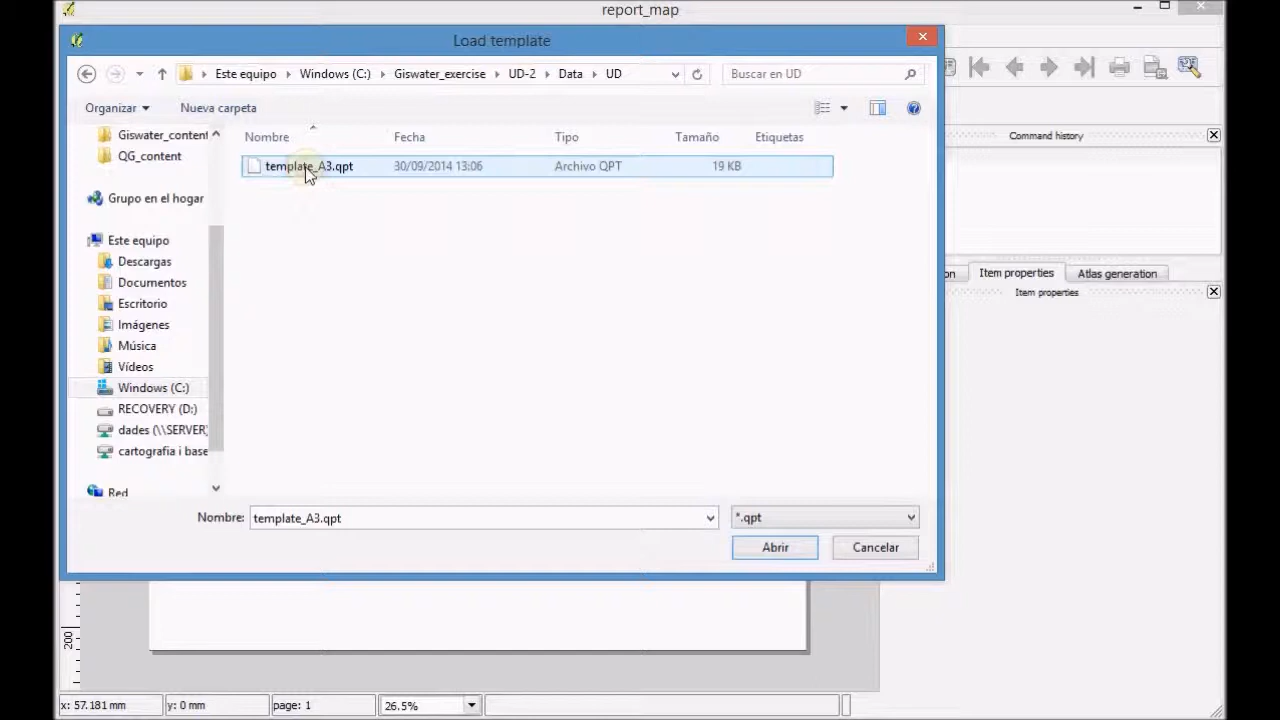 report_map
Load template
Este equipo
Windows (C:)
Giswater_exercise
UD-2
Data
UD
Buscar en UD
Organizar
Nueva carpeta
Command history
Giswater_content
QG_content
Grupo en el hogar
Este equipo
Descargas
Documentos
Escritorio
Imágenes
Música
Vídeos
Windows (C:)
RECOVERY (D:)
dades (\\SERVER)
cartografia i base
Red
Nombre
Fecha
Tipo
Tamaño
Etiquetas
template_A3.qpt
30/09/2014 13:06
Archivo QPT
19 KB
on
Item properties
Atlas generation
Item properties
Nombre:
template_A3.qpt
*.qpt
Abrir
Cancelar
200
x: 57.181 mm
y: 0 mm
page: 1
26.5%